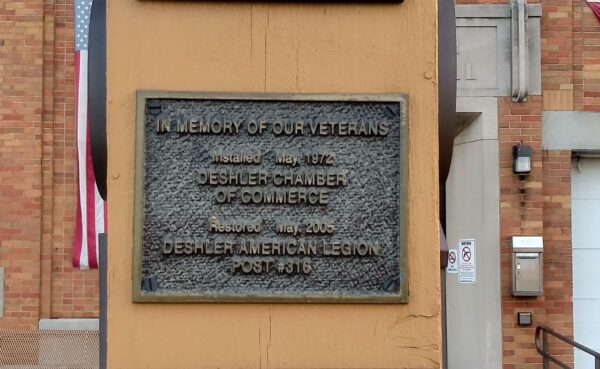 IN MEMORY OF OUR VETERANS
Installed May, 1972
DESHLER CHAMBER
OF COMMERCE
Restored May, 2005
DESHLER AMERICAN LEGION
POST #316
NOTICE